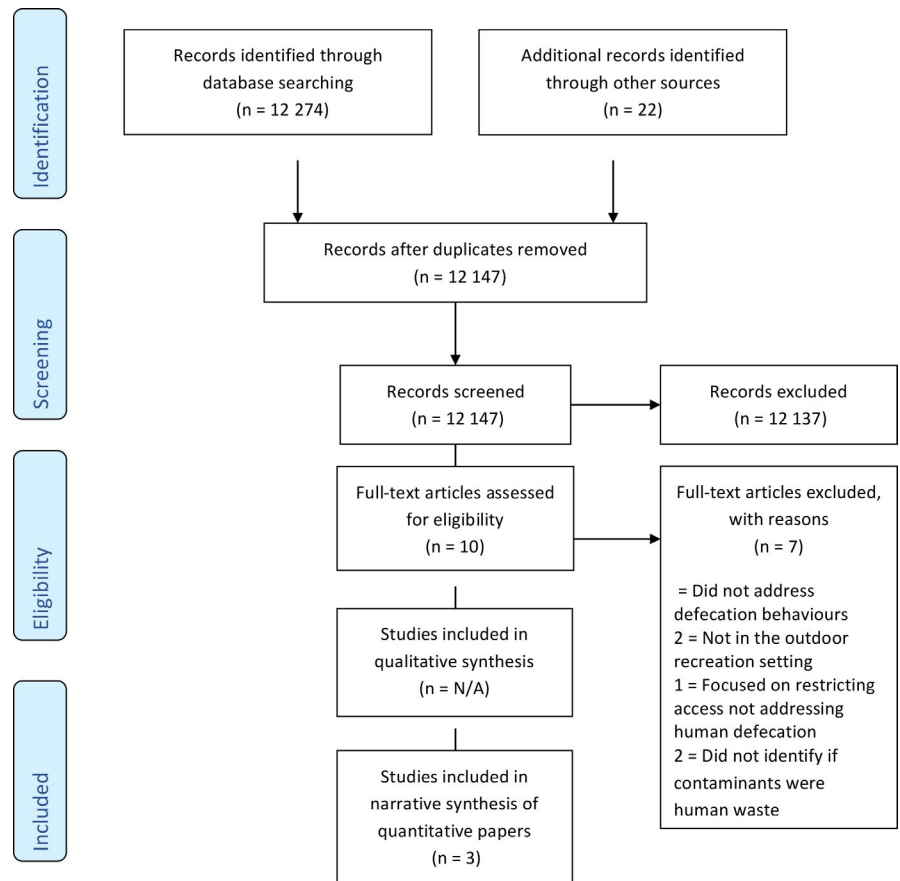 Identification
Records identified through
database searching
(n = 12 274)
Additional records identified
through other sources
(n = 22)
Records after duplicates removed
(n = 12 147)
Screening
Records screened
(n = 12 147)
Records excluded
(n = 12 137)
Eligibility
Full-text articles assessed
for eligibility
(n = 10)
Full-text articles excluded,
with reasons
(n = 7)
= Did not address
defecation behaviours
2 = Not in the outdoor
recreation setting
1 = Focused on restricting
access not addressing
human defecation
2 = Did not identify if
contaminants were
human waste
Studies included in
qualitative synthesis
(n = N/A)
Included
Studies included in
narrative synthesis of
quantitative papers
(n = 3)